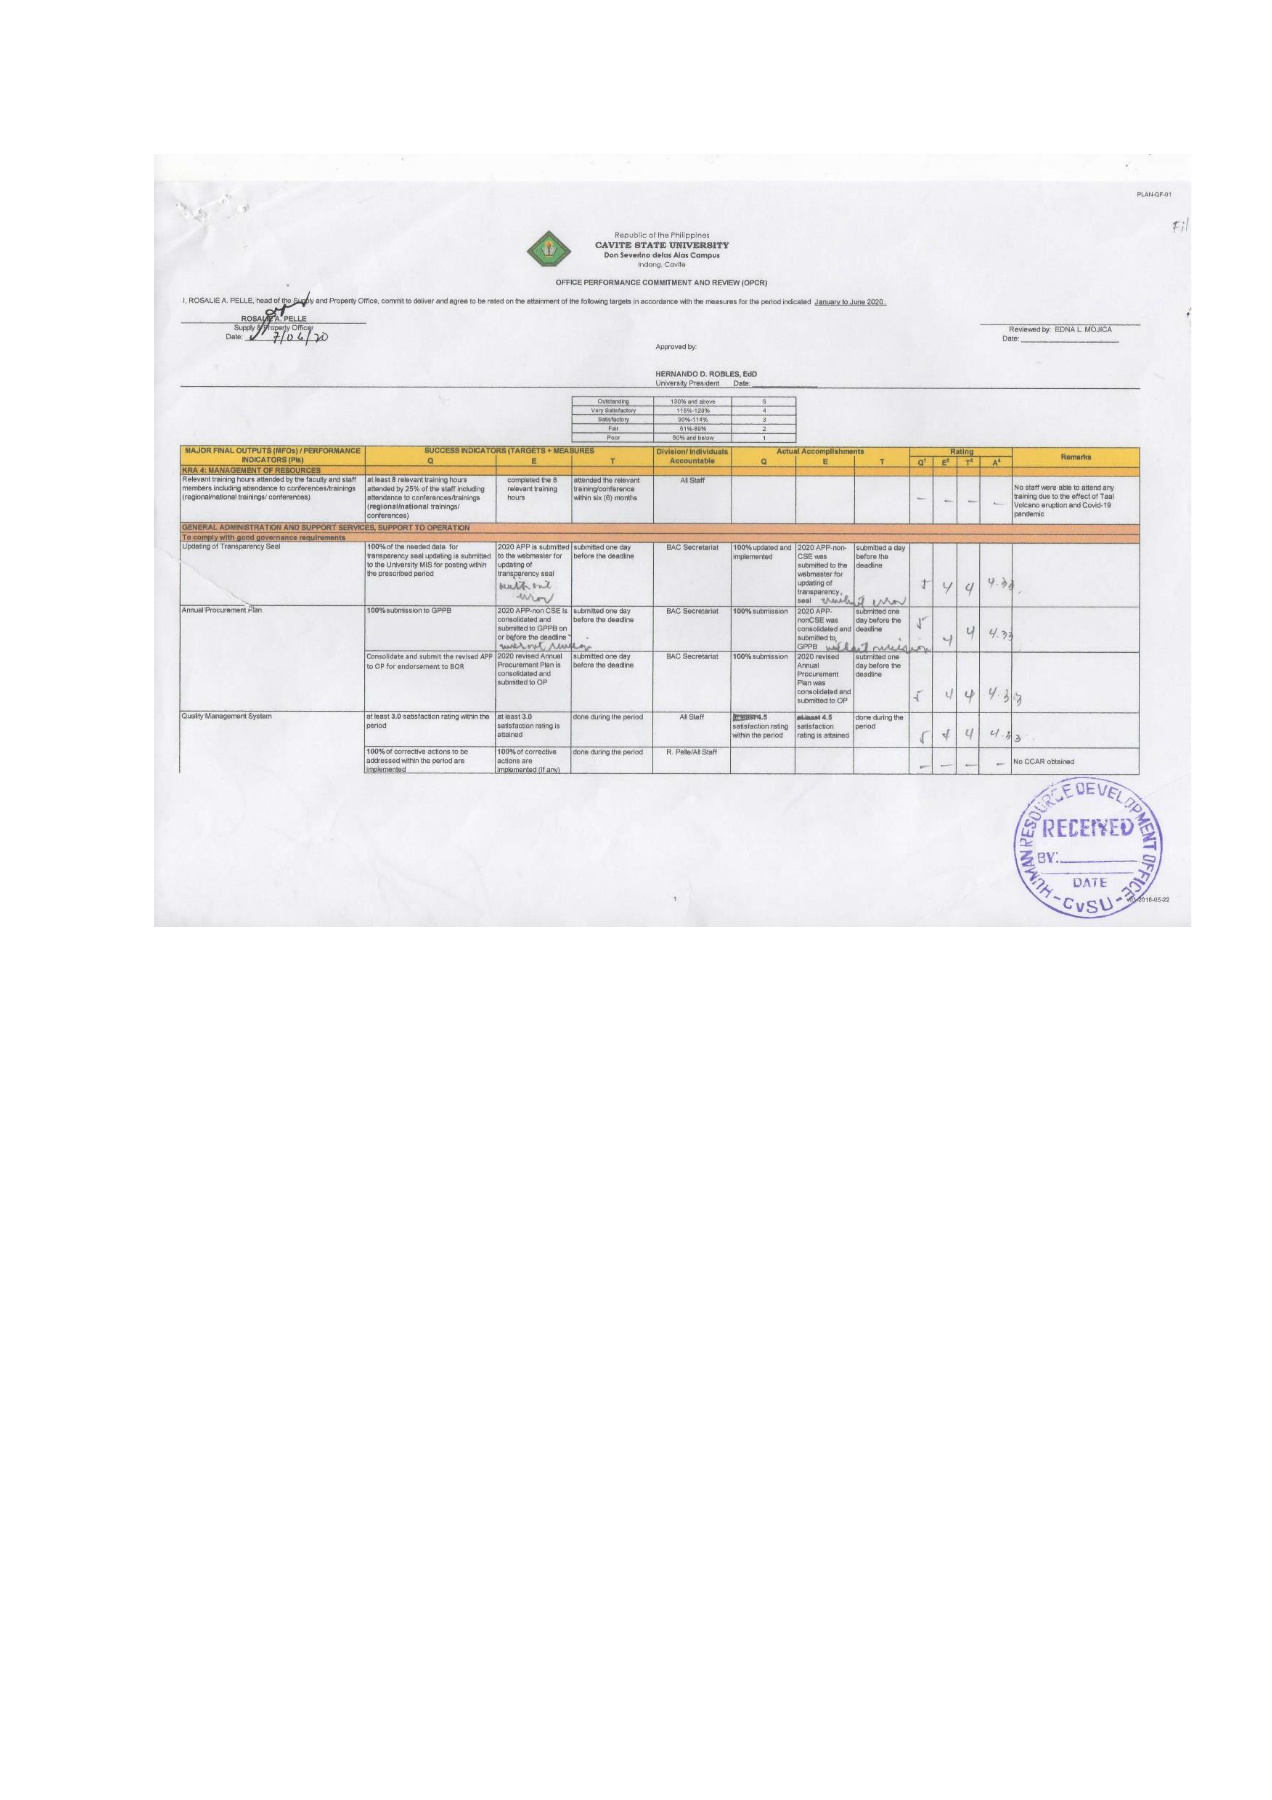 PLAN-QF-01
Fil
Republic of the Philippines
CAVITE STATE UNIVERSITY
Don Severino delas Alas Campus
Indang, Cavite
OFFICE PERFORMANCE COMMITMENT AND REVIEW (OPCR)
I, ROSALIE A. PELLE, head of the Supply and Property Office, commit to deliver and agree to be rated on the attainment of the following targets in accordance with the measures for the period indicated January to June 2020.
ROSALIE A. PELLE
Supply & Property Officer
Date: 7/06/20
Reviewed by: EDNA L. MOJICA
Date:
Approved by:
HERNANDO D. ROBLES, EdD
University President Date:
Outstanding 130% and above 5
Very Satisfactory 115%-129% 4
Satisfactory 90%-114% 3
Fair 51%-89% 2
Poor 50% and below 1
MAJOR FINAL OUTPUTS (MFOs) / PERFORMANCE INDICATORS (PIs)
SUCCESS INDICATORS (TARGETS + MEASURES
Q E T
Division/ Individuals Accountable
Actual Accomplishments
Q E T
Rating
Q¹ E² T³ A⁴
Remarks
KRA 4: MANAGEMENT OF RESOURCES
Relevant training hours attended by the faculty and staff
members including attendance to conferences/trainings
(regional/national trainings/ conferences)
at least 8 relevant training hours
attended by 25% of the staff including
attendance to conferences/trainings
(regional/national trainings/
conferences)
completed the 8
relevant training
hours
attended the relevant
training/conference
within six (6) months
All Staff
– – – –
No staff were able to attend any
training due to the effect of Taal
Volcano eruption and Covid-19
pandemic
GENERAL ADMINISTRATION AND SUPPORT SERVICES, SUPPORT TO OPERATION
To comply with good governance requirements
Updating of Transparency Seal
100% of the needed data for
transparency seal updating is submitted
to the University MIS for posting within
the prescribed period
2020 APP is submitted
to the webmaster for
updating of
transparency seal
without
error
submitted one day
before the deadline
BAC Secretariat
100% updated and
implemented
2020 APP-non-
CSE was
submitted to the
webmaster for
updating of
transparency
seal without error
submitted a day
before the
deadline
5 4 4 4.33
Annual Procurement Plan
100% submission to GPPB
2020 APP-non CSE is
consolidated and
submitted to GPPB on
or before the deadline
without revision
submitted one day
before the deadline
BAC Secretariat
100% submission
2020 APP-
nonCSE was
consolidated and
submitted to
GPPB without revision
submitted one
day before the
deadline
5 4 4 4.33
Consolidate and submit the revised APP
to OP for endorsement to BOR
2020 revised Annual
Procurement Plan is
consolidated and
submitted to OP
submitted one day
before the deadline
BAC Secretariat
100% submission
2020 revised
Annual
Procurement
Plan was
consolidated and
submitted to OP
submitted one
day before the
deadline
5 4 4 4.33
Quality Management System
at least 3.0 satisfaction rating within the
period
at least 3.0
satisfaction rating is
attained
done during the period
All Staff
at least 4.5
satisfaction rating
within the period
at least 4.5
satisfaction
rating is attained
done during the
period
5 4 4 4.33
100% of corrective actions to be
addressed within the period are
implemented
100% of corrective
actions are
implemented (if any)
done during the period
R. Pelle/All Staff
– – – –
No CCAR obtained
HUMAN RESOURCE DEVELOPMENT OFFICE
RECEIVED
BY:
DATE
- CvSU -
1
2018-05-22